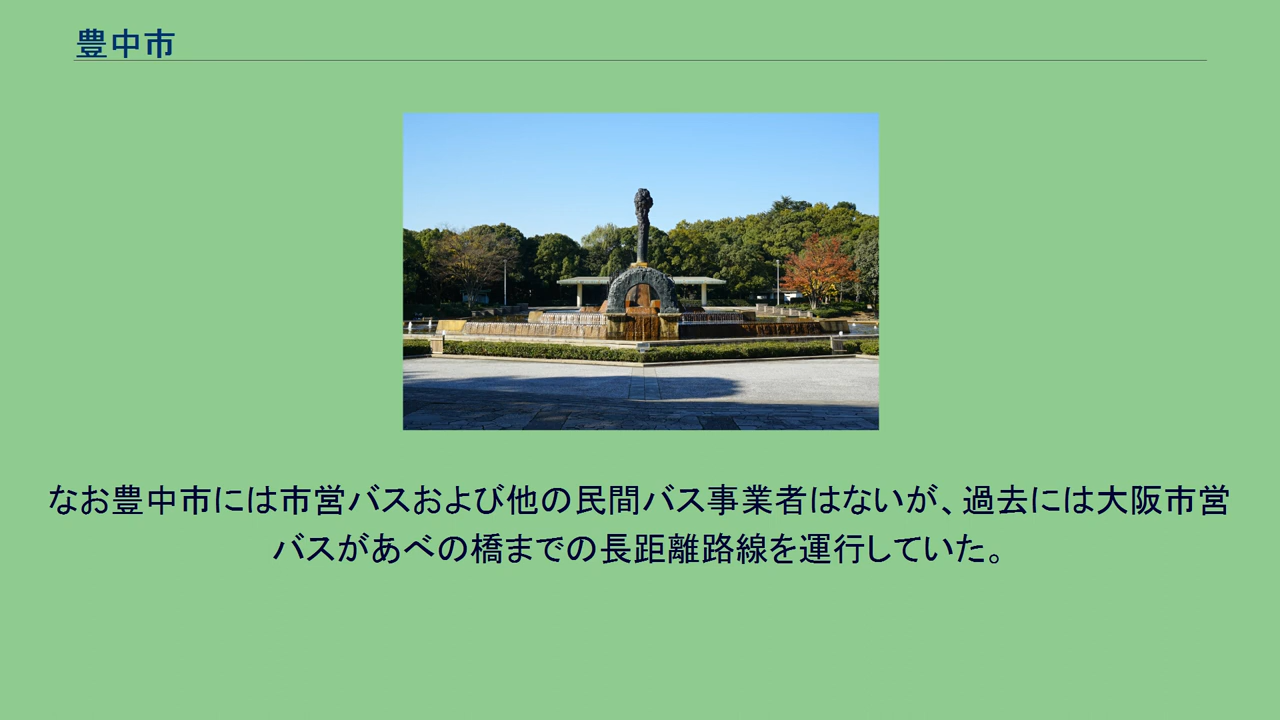 豊中市
なお豊中市には市営バスおよび他の民間バス事業者はないが、過去には大阪市営
バスがあべの橋までの長距離路線を運行していた。